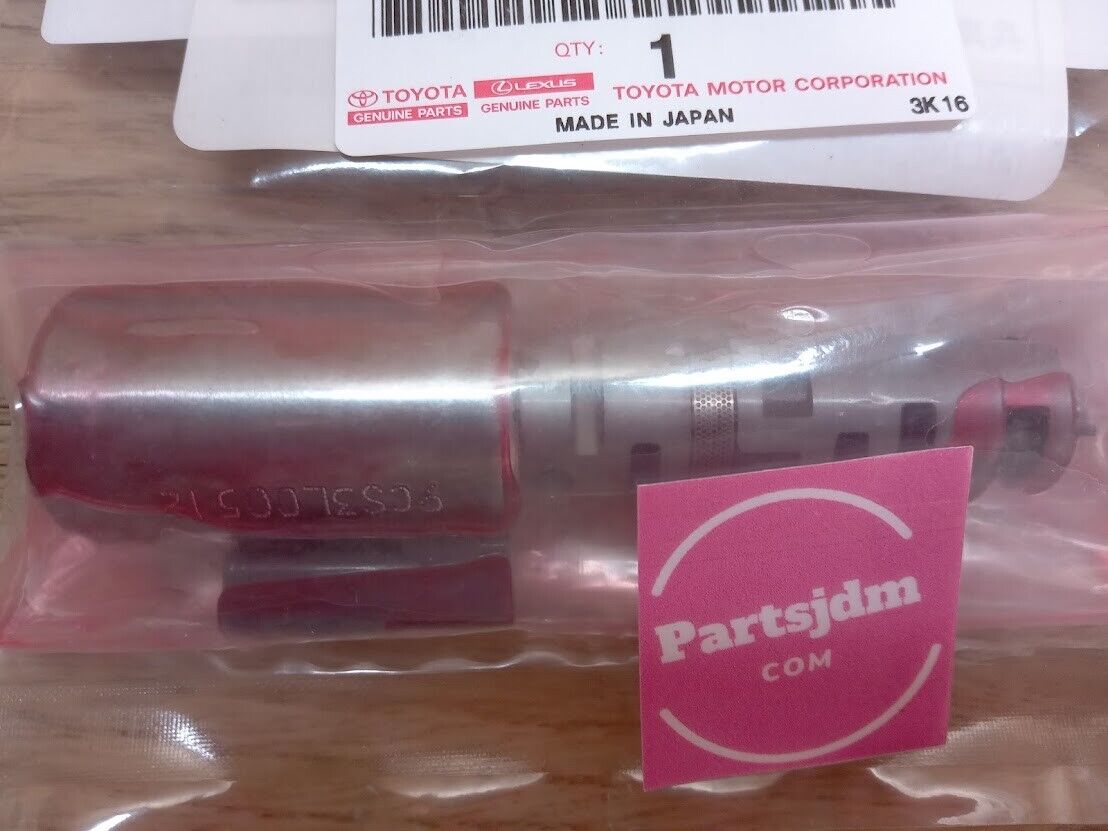 QTY: 1
TOYOTA
GENUINE PARTS
LEXUS
GENUINE PARTS
TOYOTA MOTOR CORPORATION
MADE IN JAPAN
3K16
Partsjdm
COM